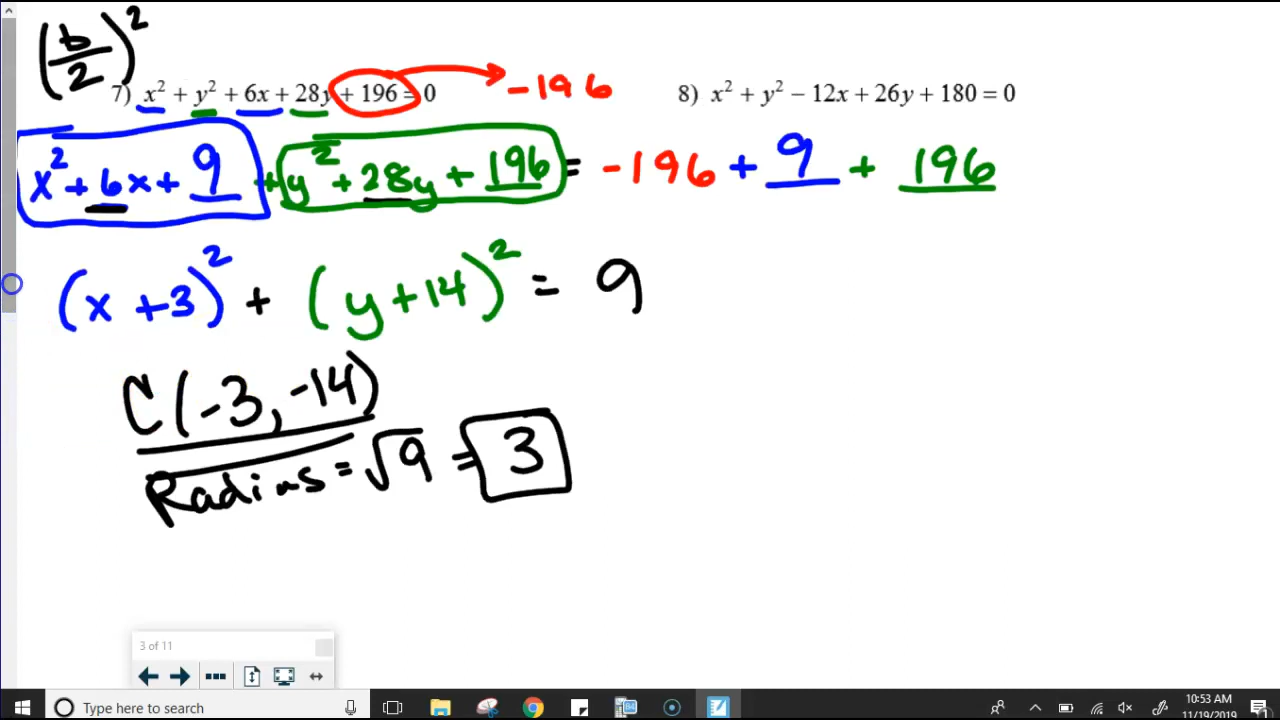 (b/2)²
7) x² + y² + 6x + 28y + 196 = 0 -196
8) x² + y² − 12x + 26y + 180 = 0
x² + 6x + 9 + y² + 28y + 196 = -196 + 9 + 196
(x + 3)² + (y + 14)² = 9
C(-3, -14)
Radius = √9 = 3
3 of 11
Type here to search
10:53 AM
11/19/2019